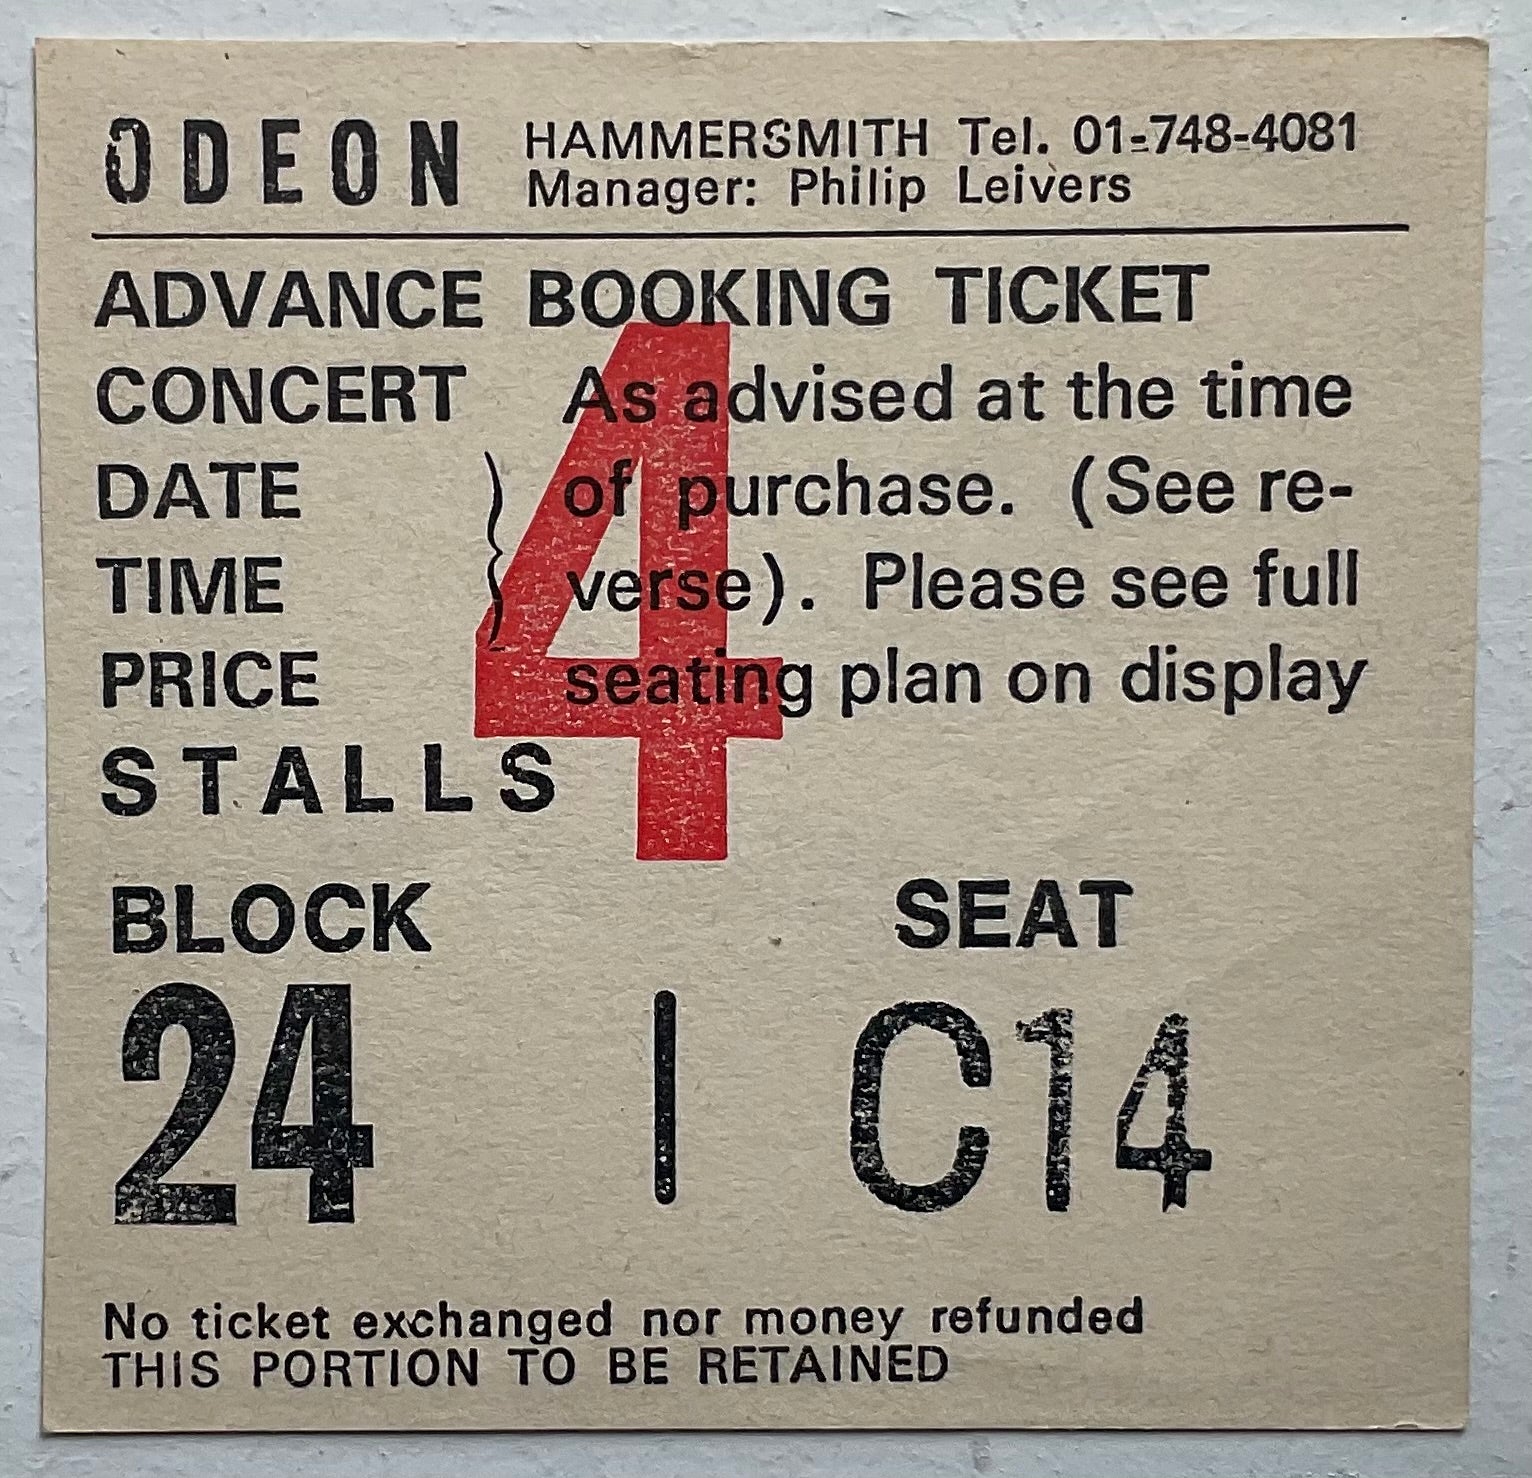 ODEON HAMMERSMITH Tel. 01-748-4081
Manager: Philip Leivers
ADVANCE BOOKING TICKET
CONCERT As advised at the time
DATE of purchase. (See re-
TIME verse). Please see full
PRICE seating plan on display
4
STALLS
BLOCK SEAT
24 | C14
No ticket exchanged nor money refunded
THIS PORTION TO BE RETAINED